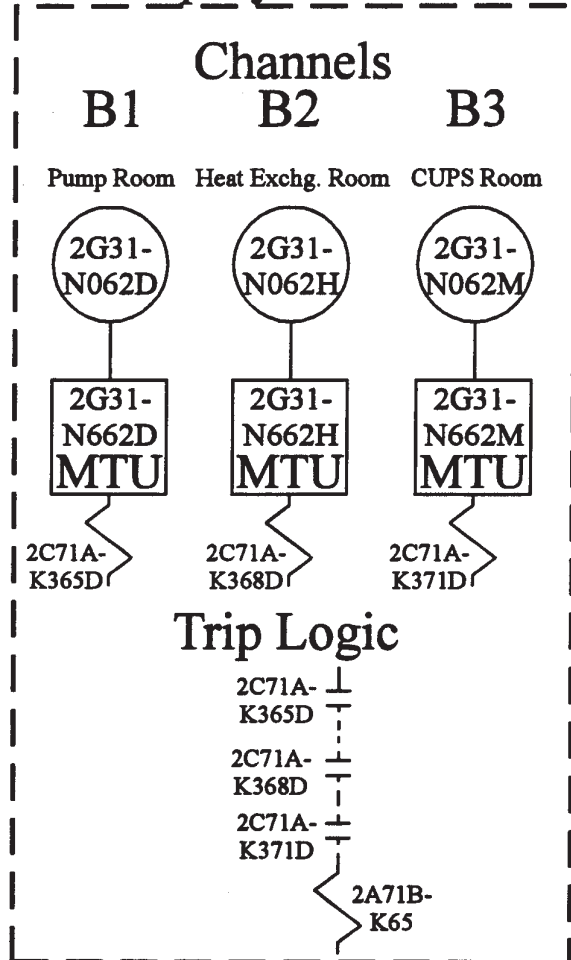 Channels
B1 B2 B3
Pump Room Heat Exchg. Room CUPS Room
2G31- 2G31- 2G31-
N062D N062H N062M
2G31- 2G31- 2G31-
N662D N662H N662M
MTU MTU MTU
2C71A- 2C71A- 2C71A-
K365D K368D K371D
Trip Logic
2C71A-
K365D
2C71A-
K368D
2C71A-
K371D
2A71B-
K65